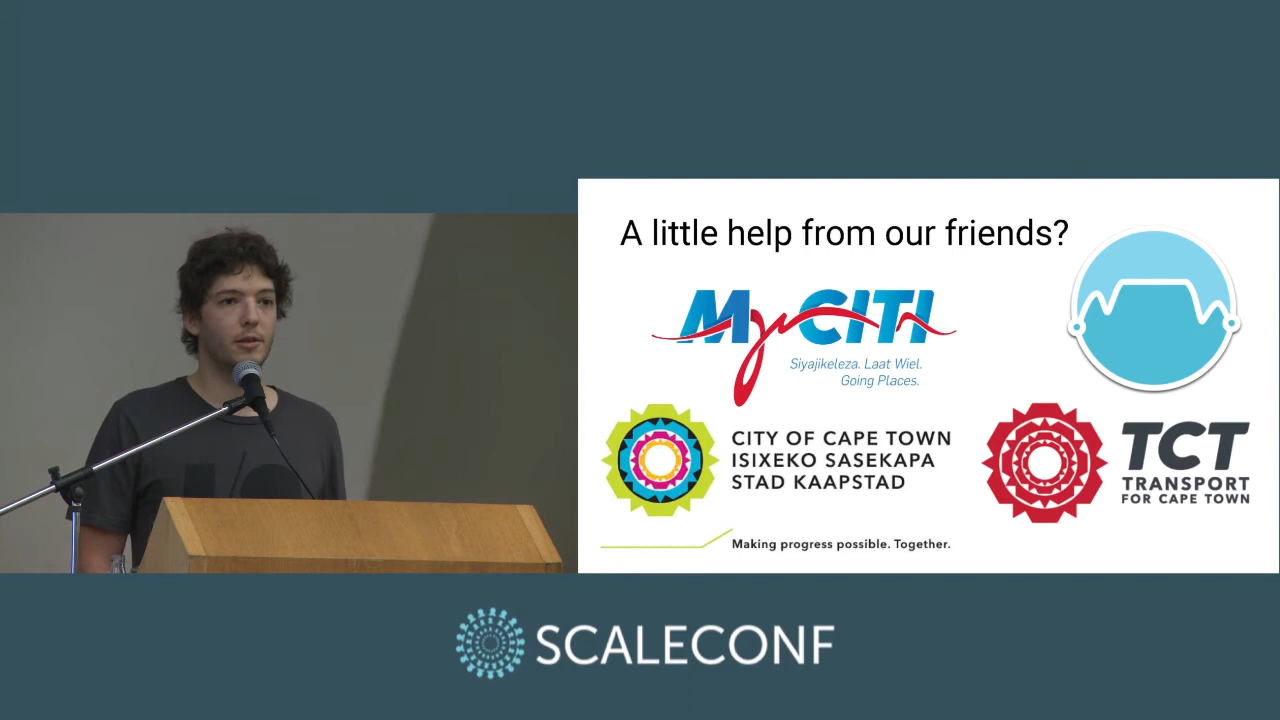 A little help from our friends?
MyCITI
Siyajikeleza. Laat Wiel.
Going Places.
CITY OF CAPE TOWN
ISIXEKO SASEKAPA
STAD KAAPSTAD
Making progress possible. Together.
TCT
TRANSPORT
FOR CAPE TOWN
SCALECONF